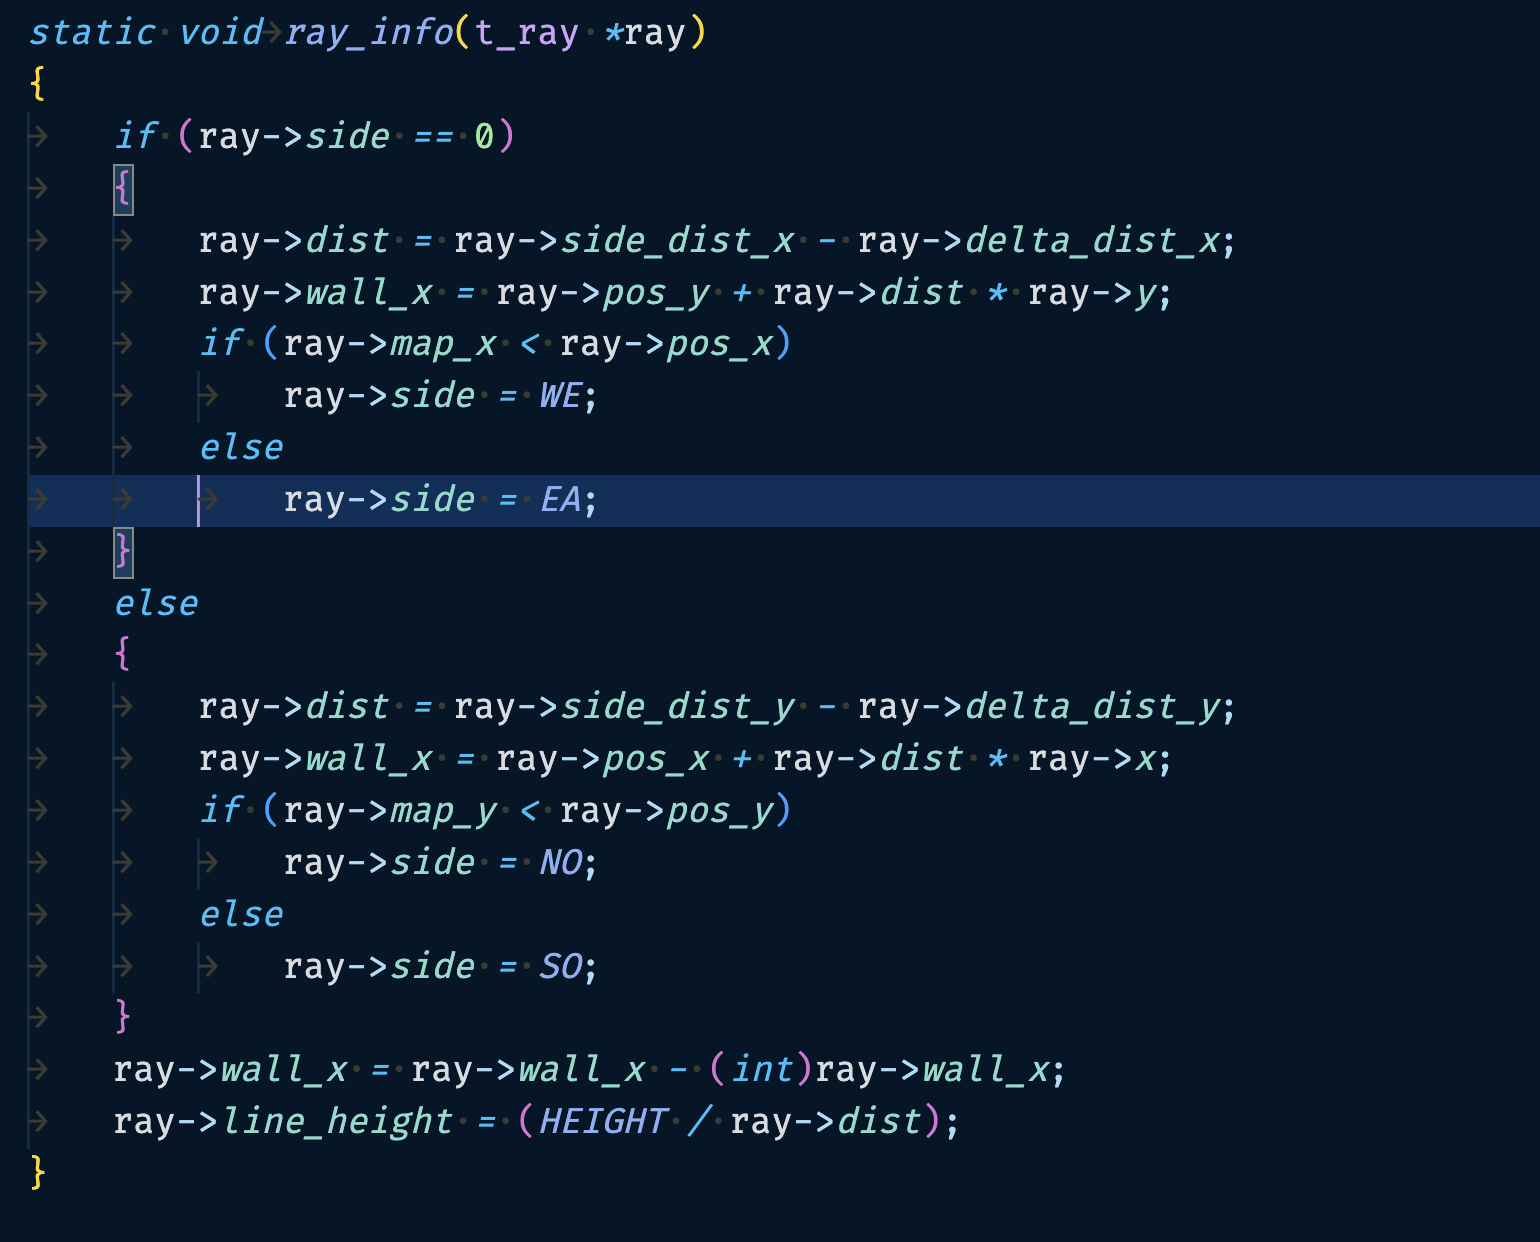 static void ray_info(t_ray *ray)
{
	if (ray->side == 0)
	{
		ray->dist = ray->side_dist_x - ray->delta_dist_x;
		ray->wall_x = ray->pos_y + ray->dist * ray->y;
		if (ray->map_x < ray->pos_x)
			ray->side = WE;
		else
			ray->side = EA;
	}
	else
	{
		ray->dist = ray->side_dist_y - ray->delta_dist_y;
		ray->wall_x = ray->pos_x + ray->dist * ray->x;
		if (ray->map_y < ray->pos_y)
			ray->side = NO;
		else
			ray->side = SO;
	}
	ray->wall_x = ray->wall_x - (int)ray->wall_x;
	ray->line_height = (HEIGHT / ray->dist);
}